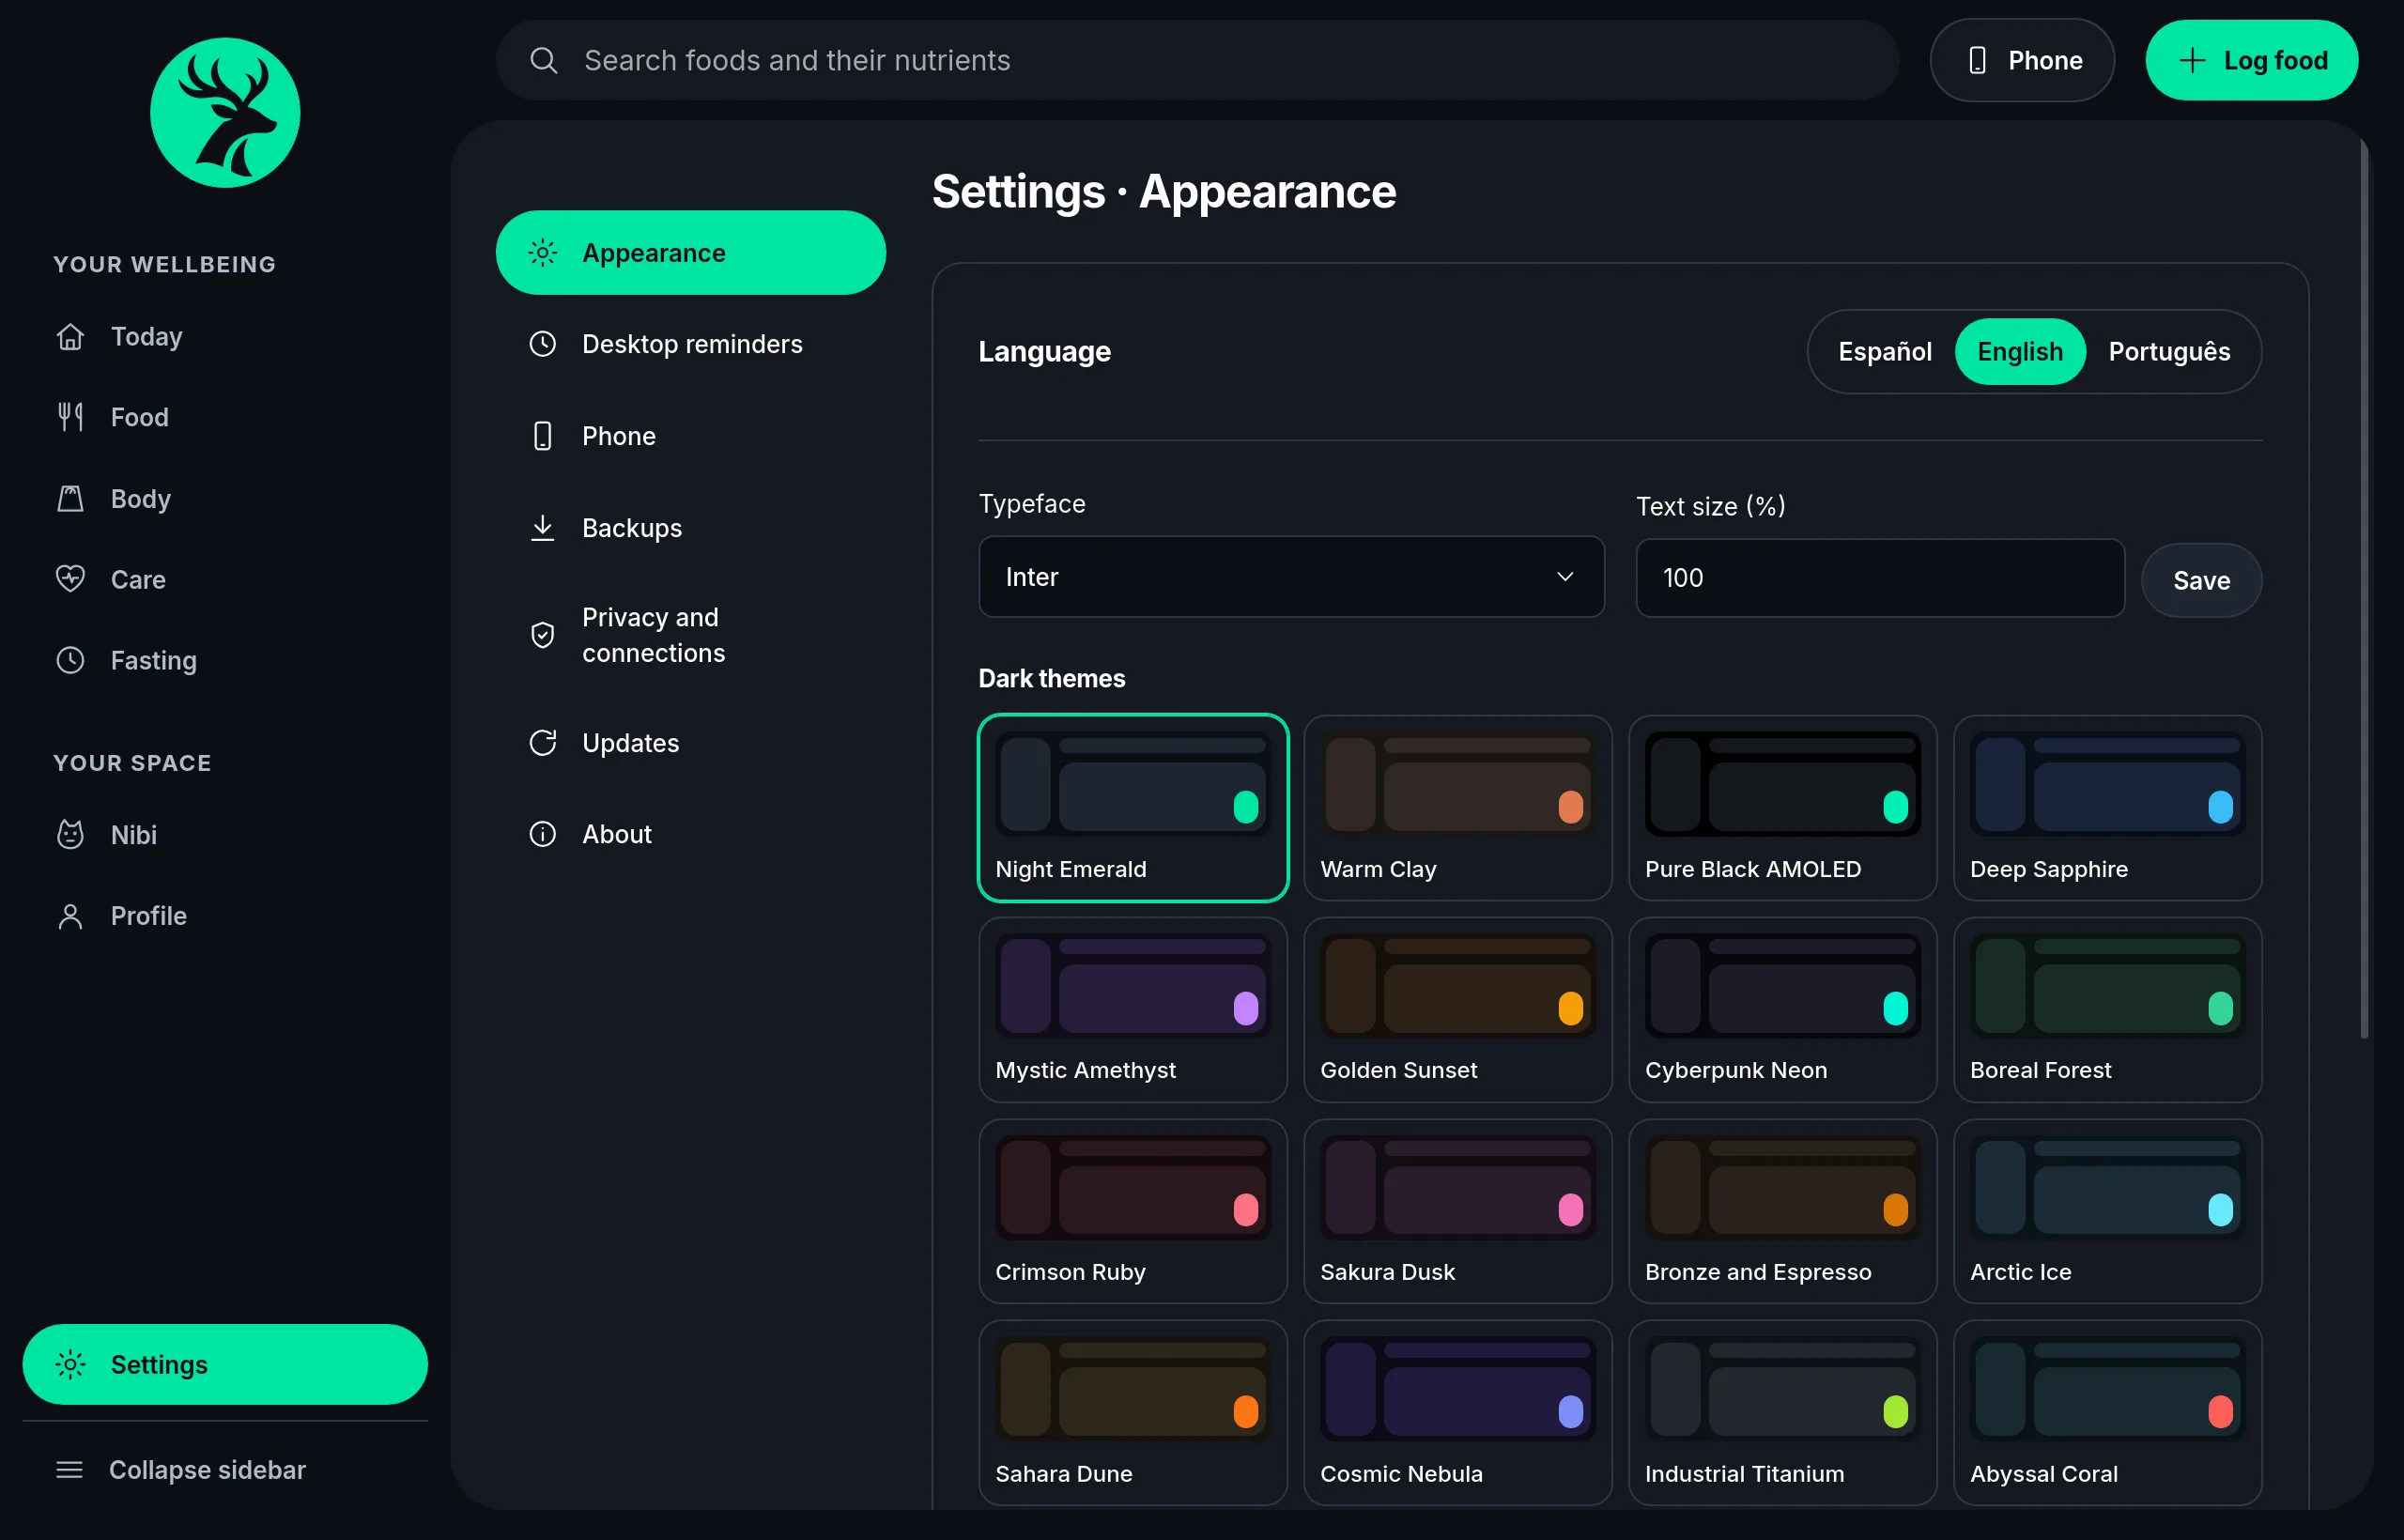 Search foods and their nutrients
Phone
Log food
YOUR WELLBEING
Today
Food
Body
Care
Fasting
YOUR SPACE
Nibi
Profile
Settings
Collapse sidebar
Appearance
Desktop reminders
Phone
Backups
Privacy and
connections
Updates
About
Settings · Appearance
Language
Español
English
Português
Typeface
Inter
Text size (%)
100
Save
Dark themes
Night Emerald
Warm Clay
Pure Black AMOLED
Deep Sapphire
Mystic Amethyst
Golden Sunset
Cyberpunk Neon
Boreal Forest
Crimson Ruby
Sakura Dusk
Bronze and Espresso
Arctic Ice
Sahara Dune
Cosmic Nebula
Industrial Titanium
Abyssal Coral